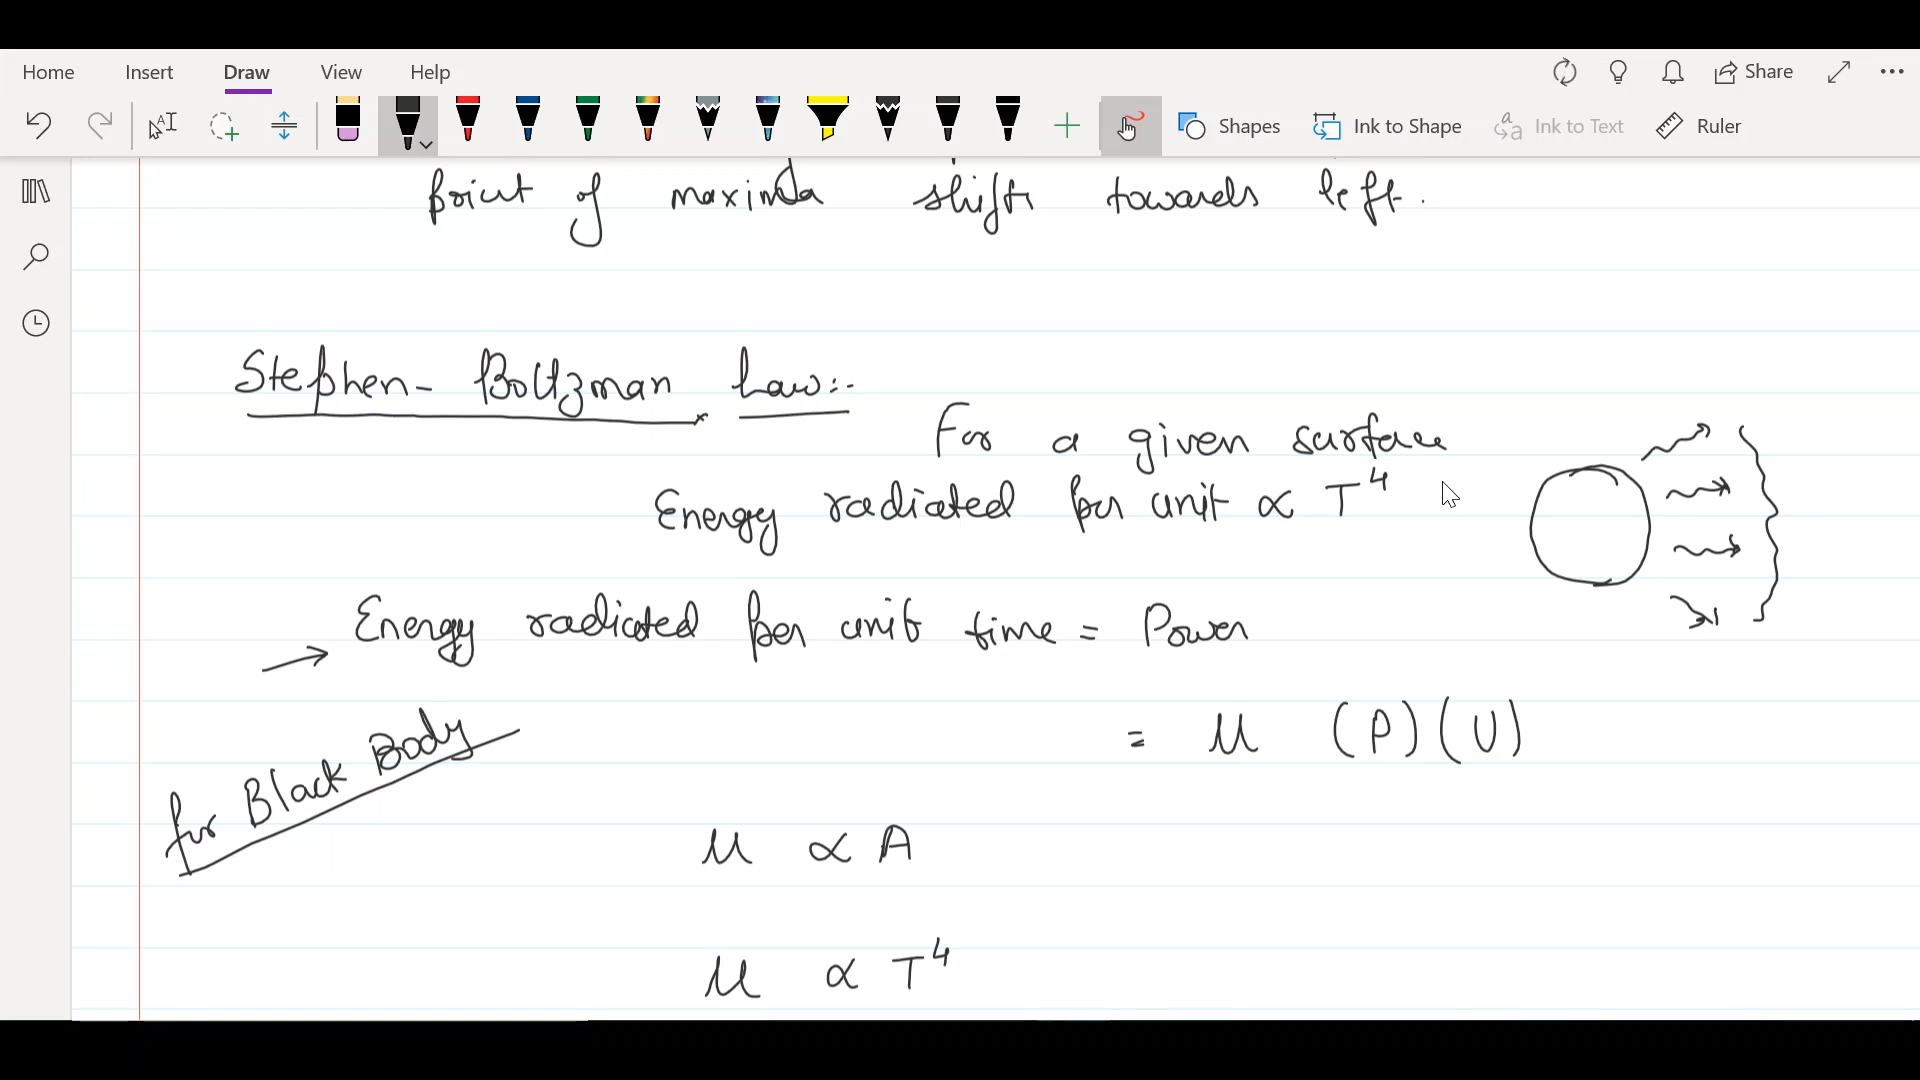 Home Insert Draw View Help Share
Shapes Ink to Shape Ink to Text Ruler
point of maxima shifts towards left.
Stephen- Boltzman Law:-
For a given surface
Energy radiated per unit ∝ T⁴
→ Energy radiated per unit time = Power
= u (P) (U)
for Black Body
u ∝ A
u ∝ T⁴